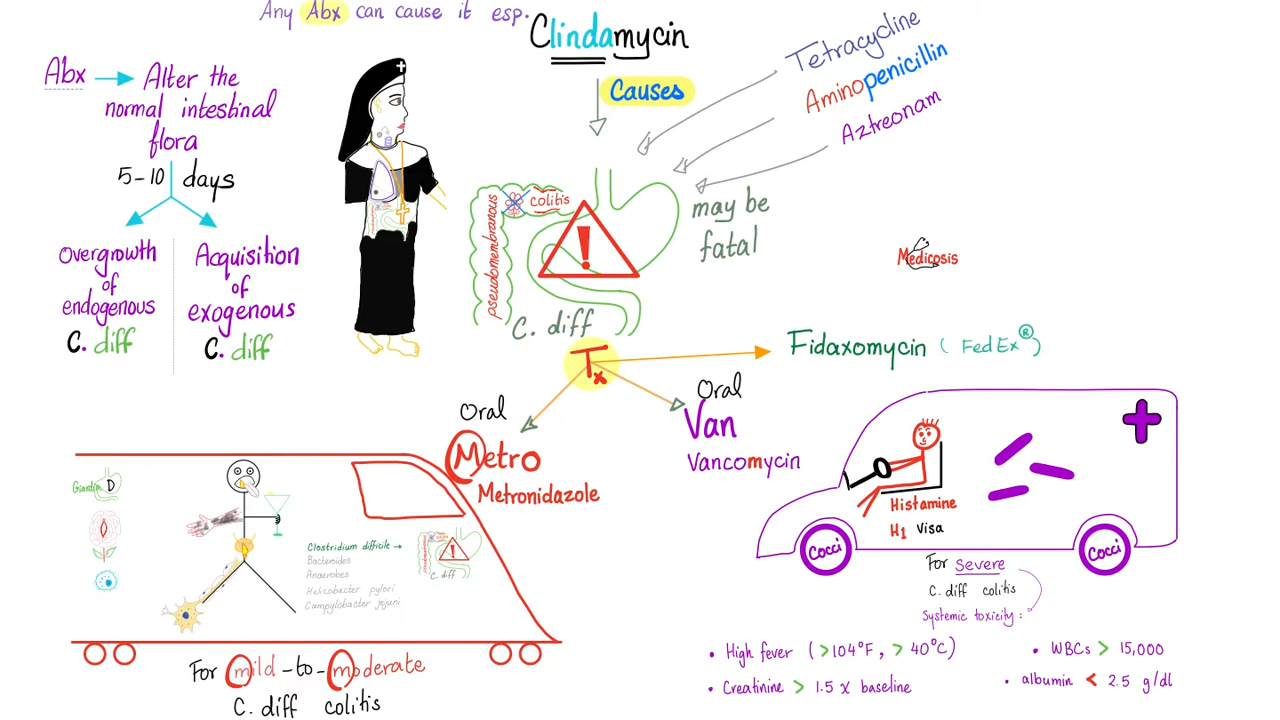 Any Abx can cause it esp.
Clindamycin
Causes
Tetracycline
Aminopenicillin
Aztreonam
Abx
Alter the
normal intestinal
flora
5-10 days
Overgrowth
of
endogenous
C. diff
Acquisition
of
exogenous
C. diff
pseudomembranous
colitis
!
C. diff
may be
fatal
Medicosis
Tx
Fidaxomycin (FedEx®)
Oral
Metro
Metronidazole
Oral
Van
Vancomycin
Giardia
D
Clostridium difficile →
Bacteroides
Anaerobes
Helicobacter pylori
Campylobacter jejuni
C. diff
For mild-to-moderate
C. diff colitis
Histamine
H1 Visa
Cocci
Cocci
For Severe
C. diff colitis
Systemic toxicity:
• High fever (>104°F, > 40°C)
• Creatinine > 1.5 x baseline
• WBCs > 15,000
• albumin < 2.5 g/dl